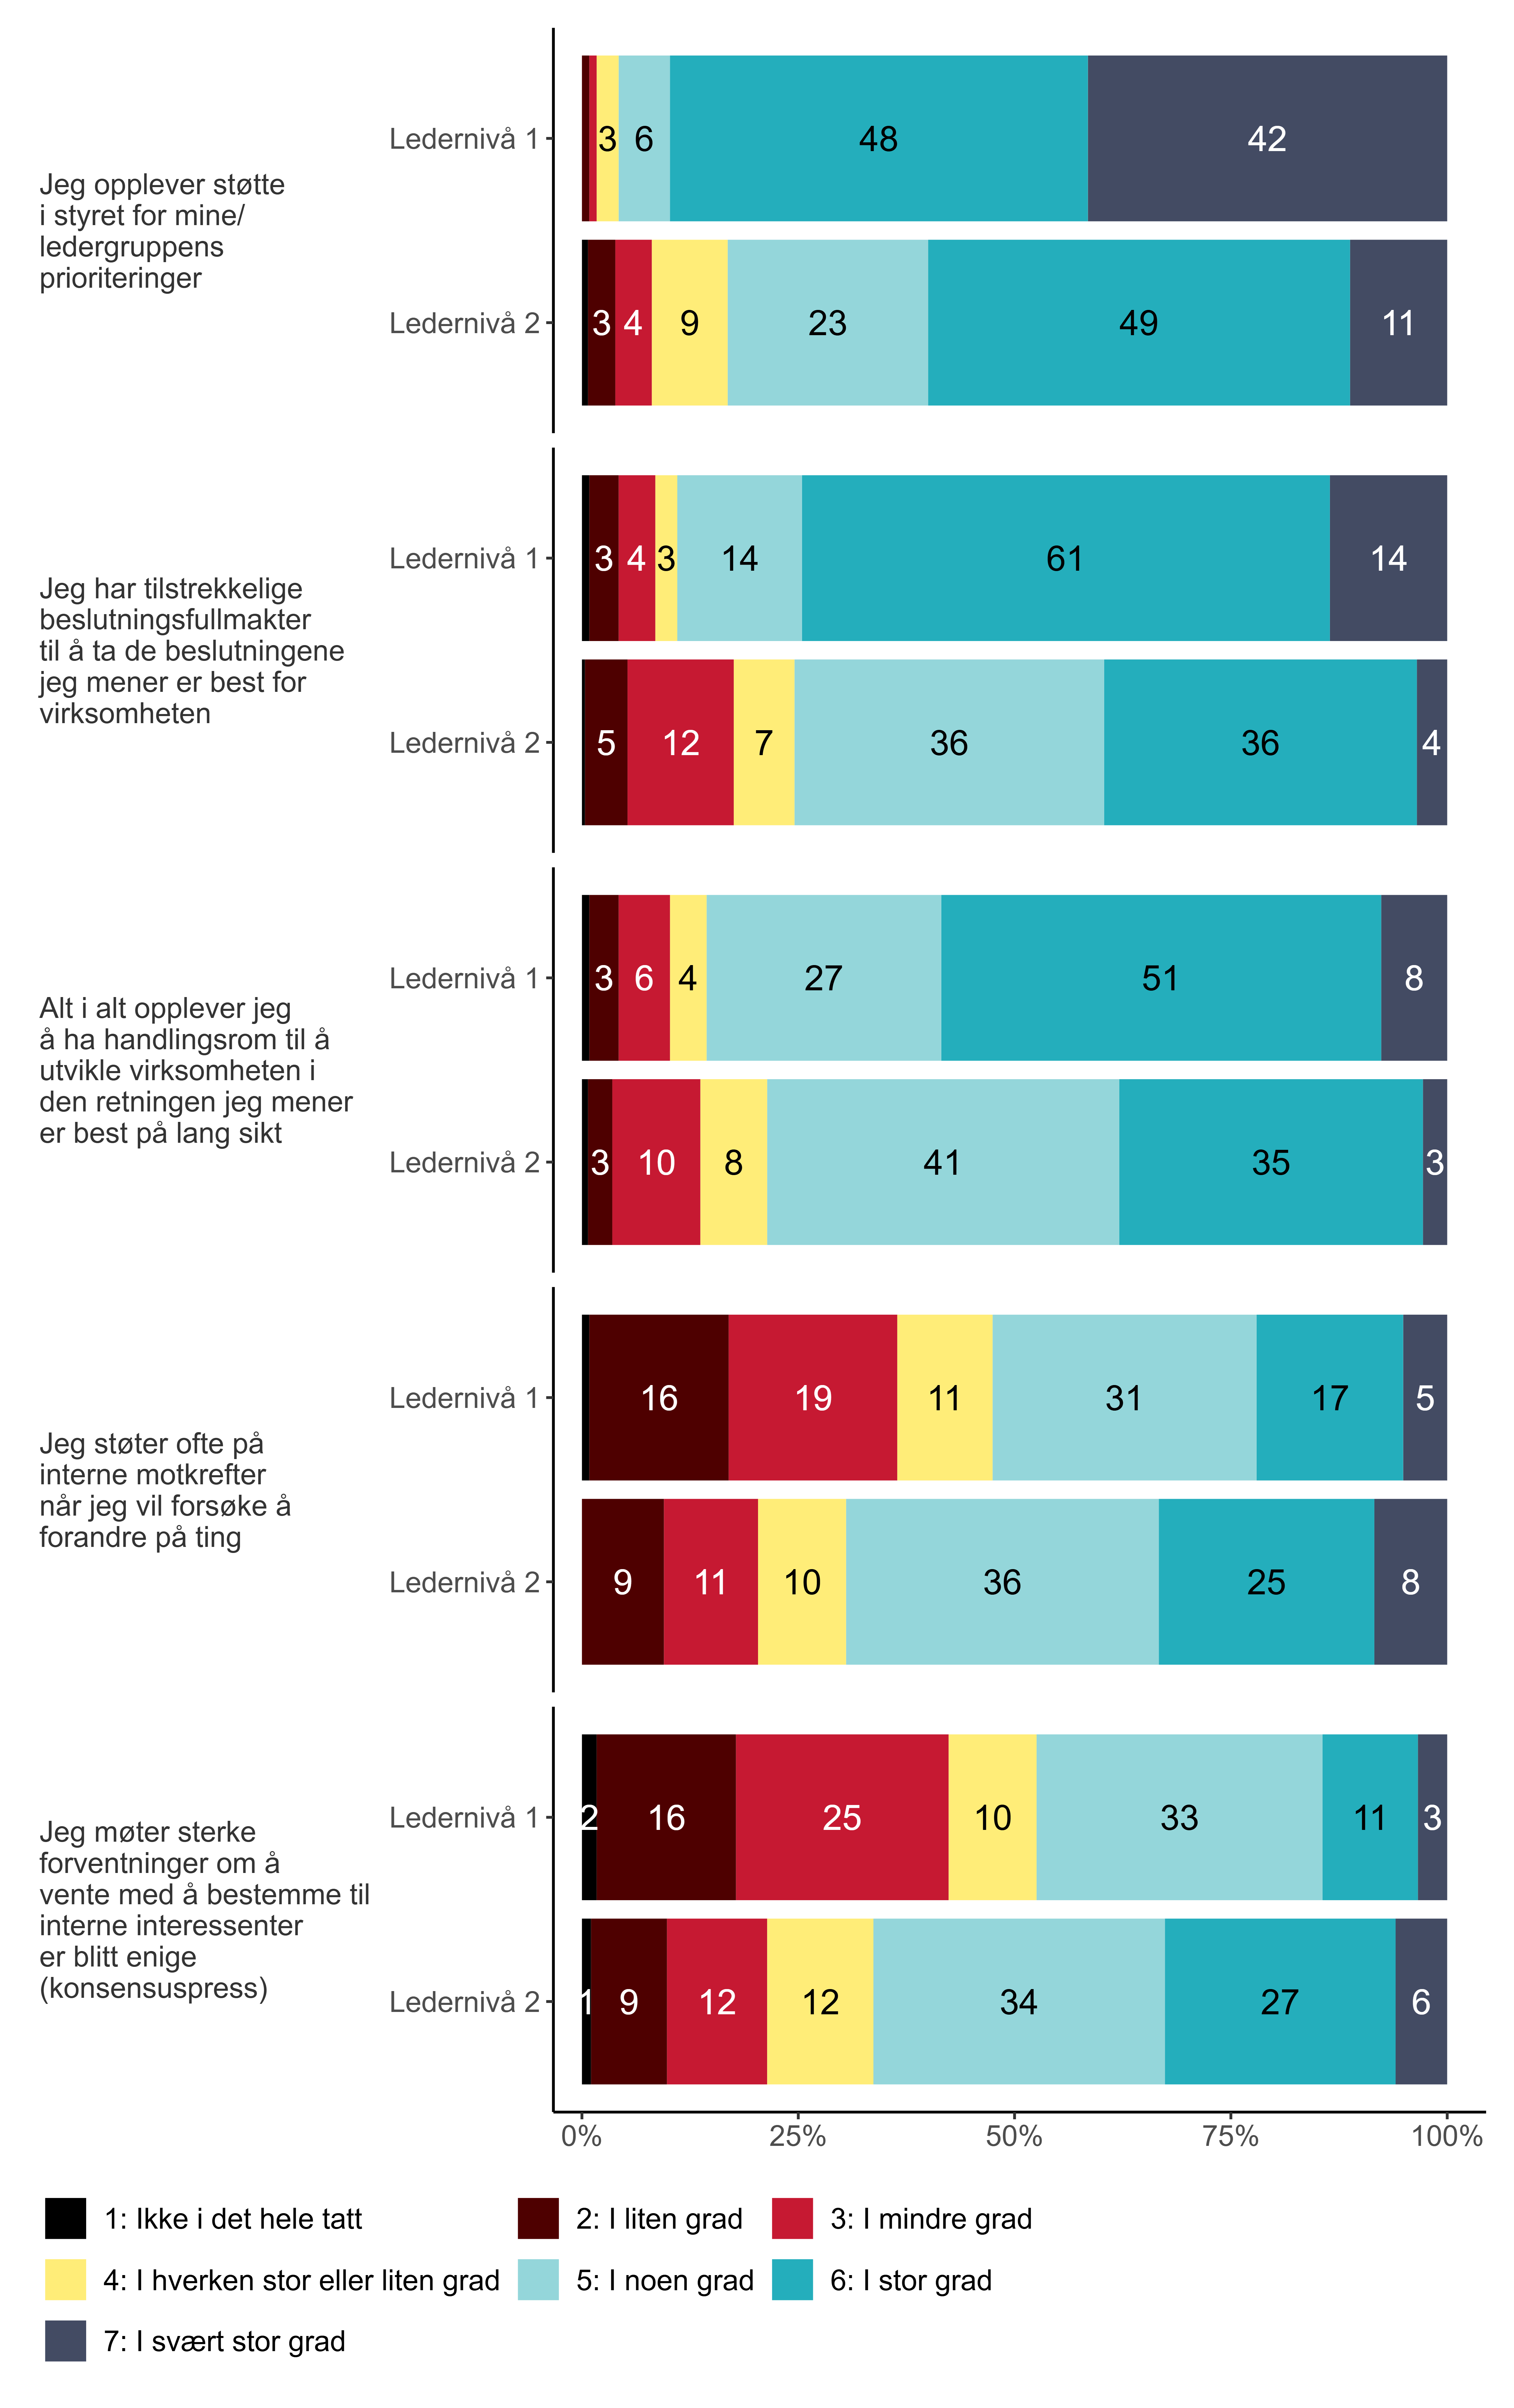 Jeg opplever støtte
i styret for mine/
ledergruppens
prioriteringer
Ledernivå 1
3 6 48 42
Ledernivå 2
3 4 9 23 49 11
Jeg har tilstrekkelige
beslutningsfullmakter
til å ta de beslutningene
jeg mener er best for
virksomheten
Ledernivå 1
3 4 3 14 61 14
Ledernivå 2
5 12 7 36 36 4
Alt i alt opplever jeg
å ha handlingsrom til å
utvikle virksomheten i
den retningen jeg mener
er best på lang sikt
Ledernivå 1
3 6 4 27 51 8
Ledernivå 2
3 10 8 41 35 3
Jeg støter ofte på
interne motkrefter
når jeg vil forsøke å
forandre på ting
Ledernivå 1
16 19 11 31 17 5
Ledernivå 2
9 11 10 36 25 8
Jeg møter sterke
forventninger om å
vente med å bestemme til
interne interessenter
er blitt enige
(konsensuspress)
Ledernivå 1
2 16 25 10 33 11 3
Ledernivå 2
1 9 12 12 34 27 6
0% 25% 50% 75% 100%
1: Ikke i det hele tatt 2: I liten grad 3: I mindre grad
4: I hverken stor eller liten grad 5: I noen grad 6: I stor grad
7: I svært stor grad